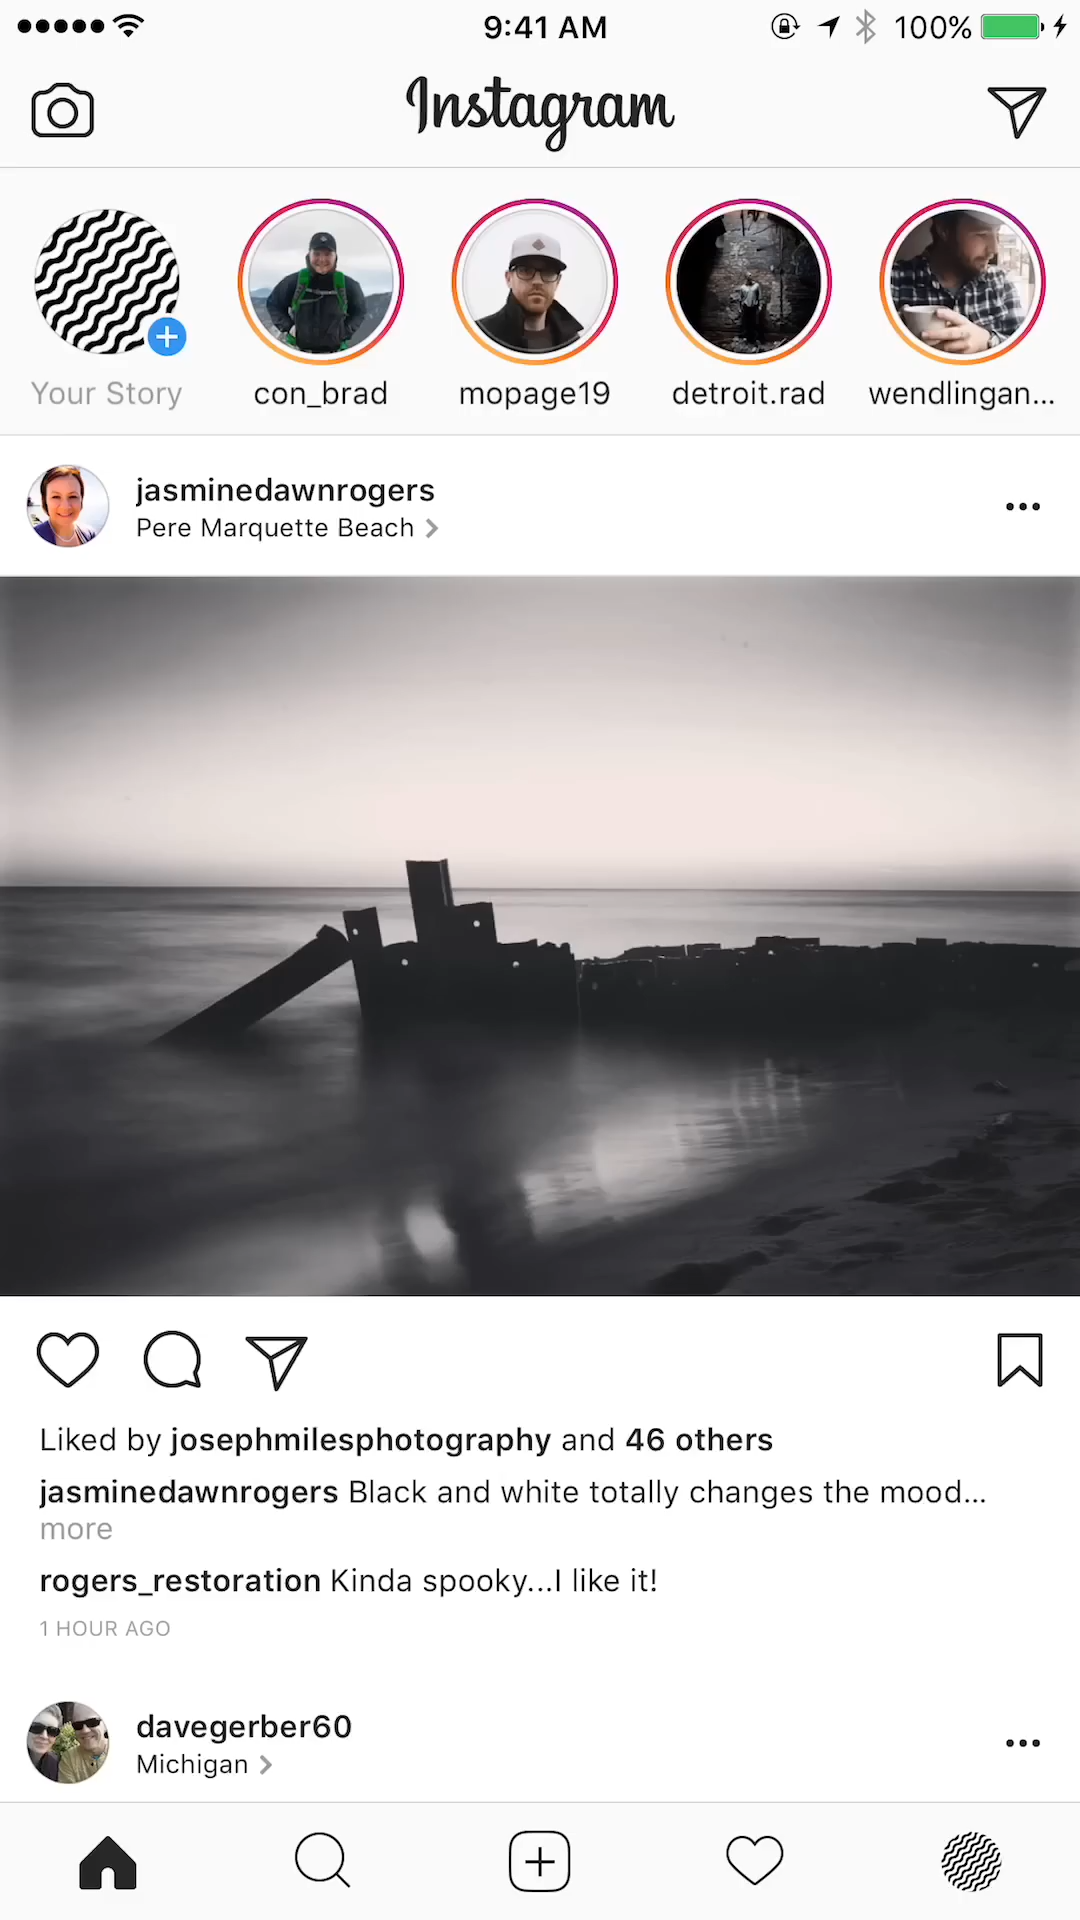 9:41 AM
100%
Instagram
Your Story
con_brad
mopage19
detroit.rad
wendlingan...
jasminedawnrogers
Pere Marquette Beach
Liked by josephmilesphotography and 46 others
jasminedawnrogers Black and white totally changes the mood...
more
rogers_restoration Kinda spooky...I like it!
1 HOUR AGO
davegerber60
Michigan